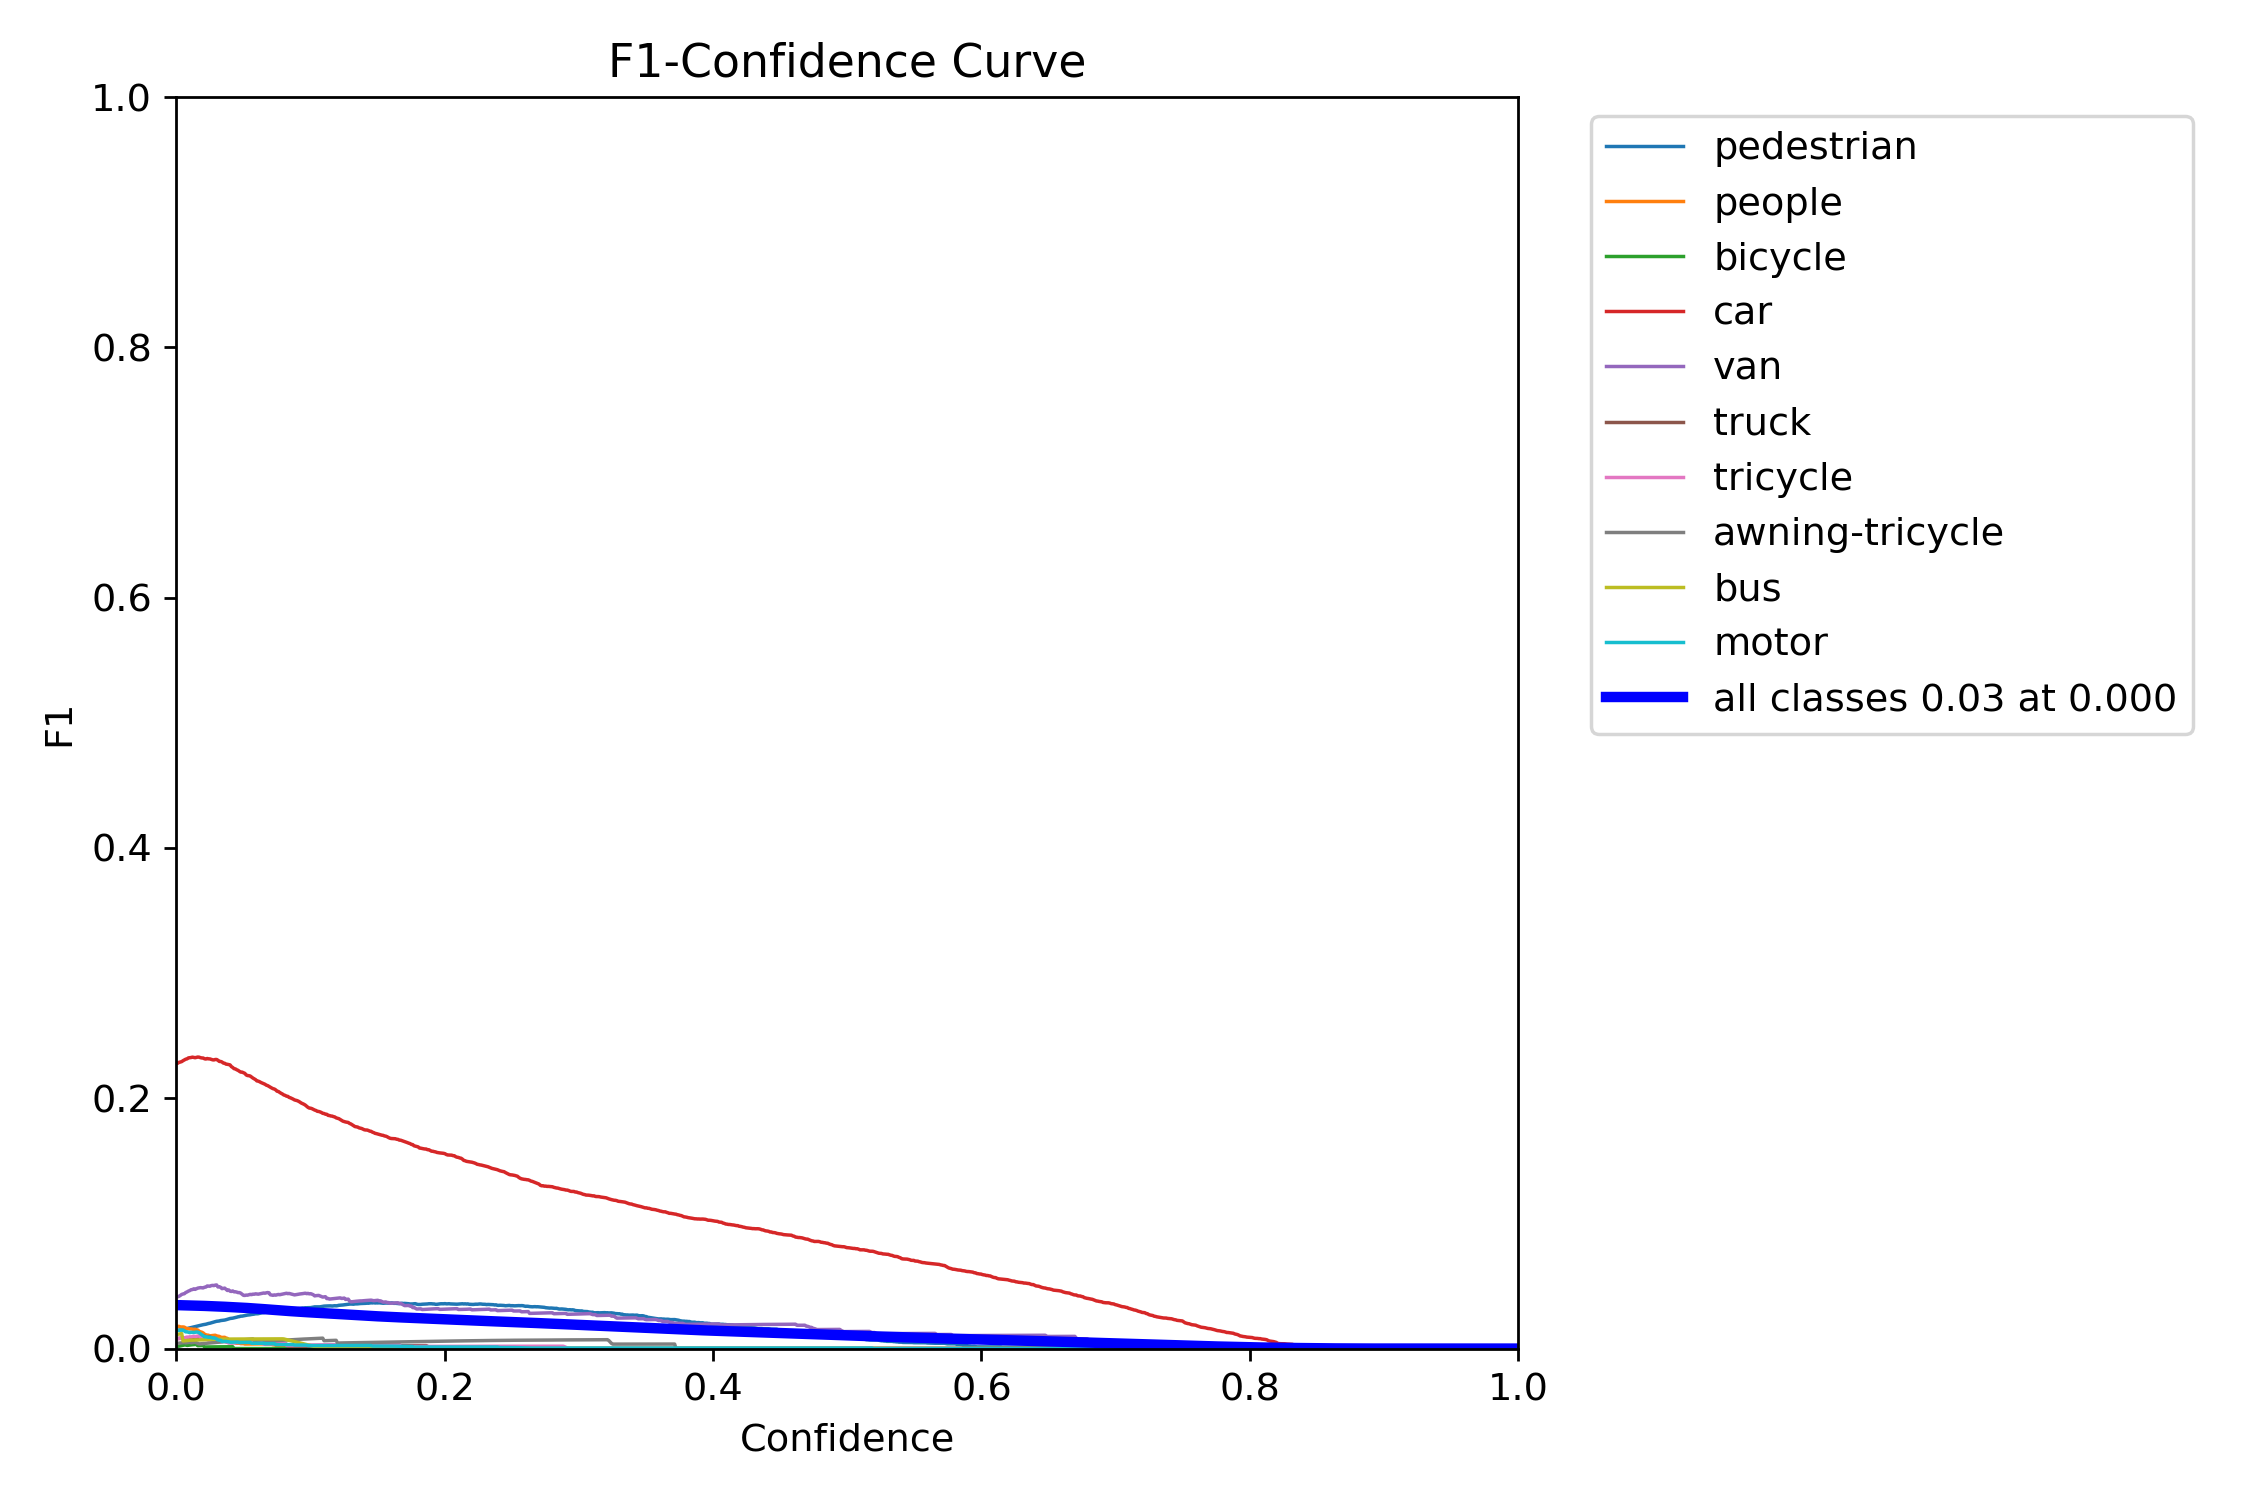 F1-Confidence Curve
1.0
0.8
0.6
0.4
0.2
0.0
F1
0.0 0.2 0.4 0.6 0.8 1.0
Confidence
pedestrian
people
bicycle
car
van
truck
tricycle
awning-tricycle
bus
motor
all classes 0.03 at 0.000